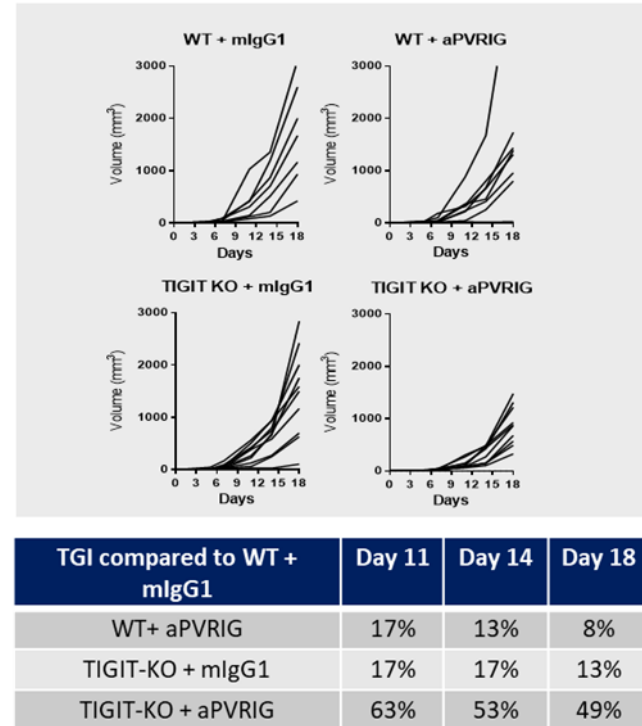 WT + mIgG1
WT + aPVRIG
Volume (mm³)
3000
2000
1000
0
0 3 6 9 12 15 18
Days
Volume (mm³)
3000
2000
1000
0
0 3 6 9 12 15 18
Days
TIGIT KO + mIgG1
TIGIT KO + aPVRIG
Volume (mm³)
3000
2000
1000
0
0 3 6 9 12 15 18
Days
Volume (mm³)
3000
2000
1000
0
0 3 6 9 12 15 18
Days
TGI compared to WT + Day 11 Day 14 Day 18
mIgG1
WT+ aPVRIG 17% 13% 8%
TIGIT-KO + mIgG1 17% 17% 13%
TIGIT-KO + aPVRIG 63% 53% 49%